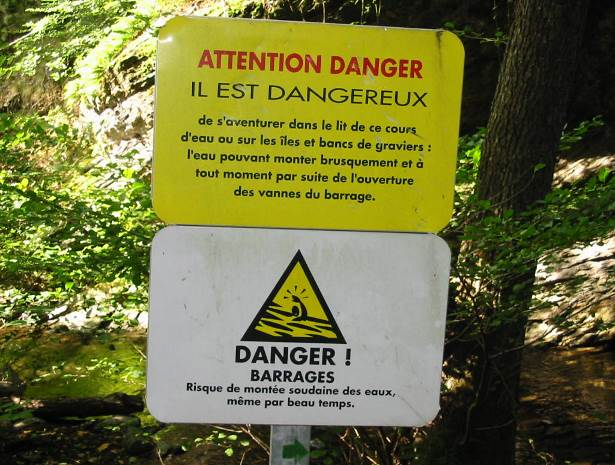 ATTENTION DANGER
IL EST DANGEREUX
de s'aventurer dans le lit de ce cours
d'eau ou sur les îles et bancs de graviers :
l'eau pouvant monter brusquement et à
tout moment par suite de l'ouverture
des vannes du barrage.
DANGER !
BARRAGES
Risque de montée soudaine des eaux,
même par beau temps.